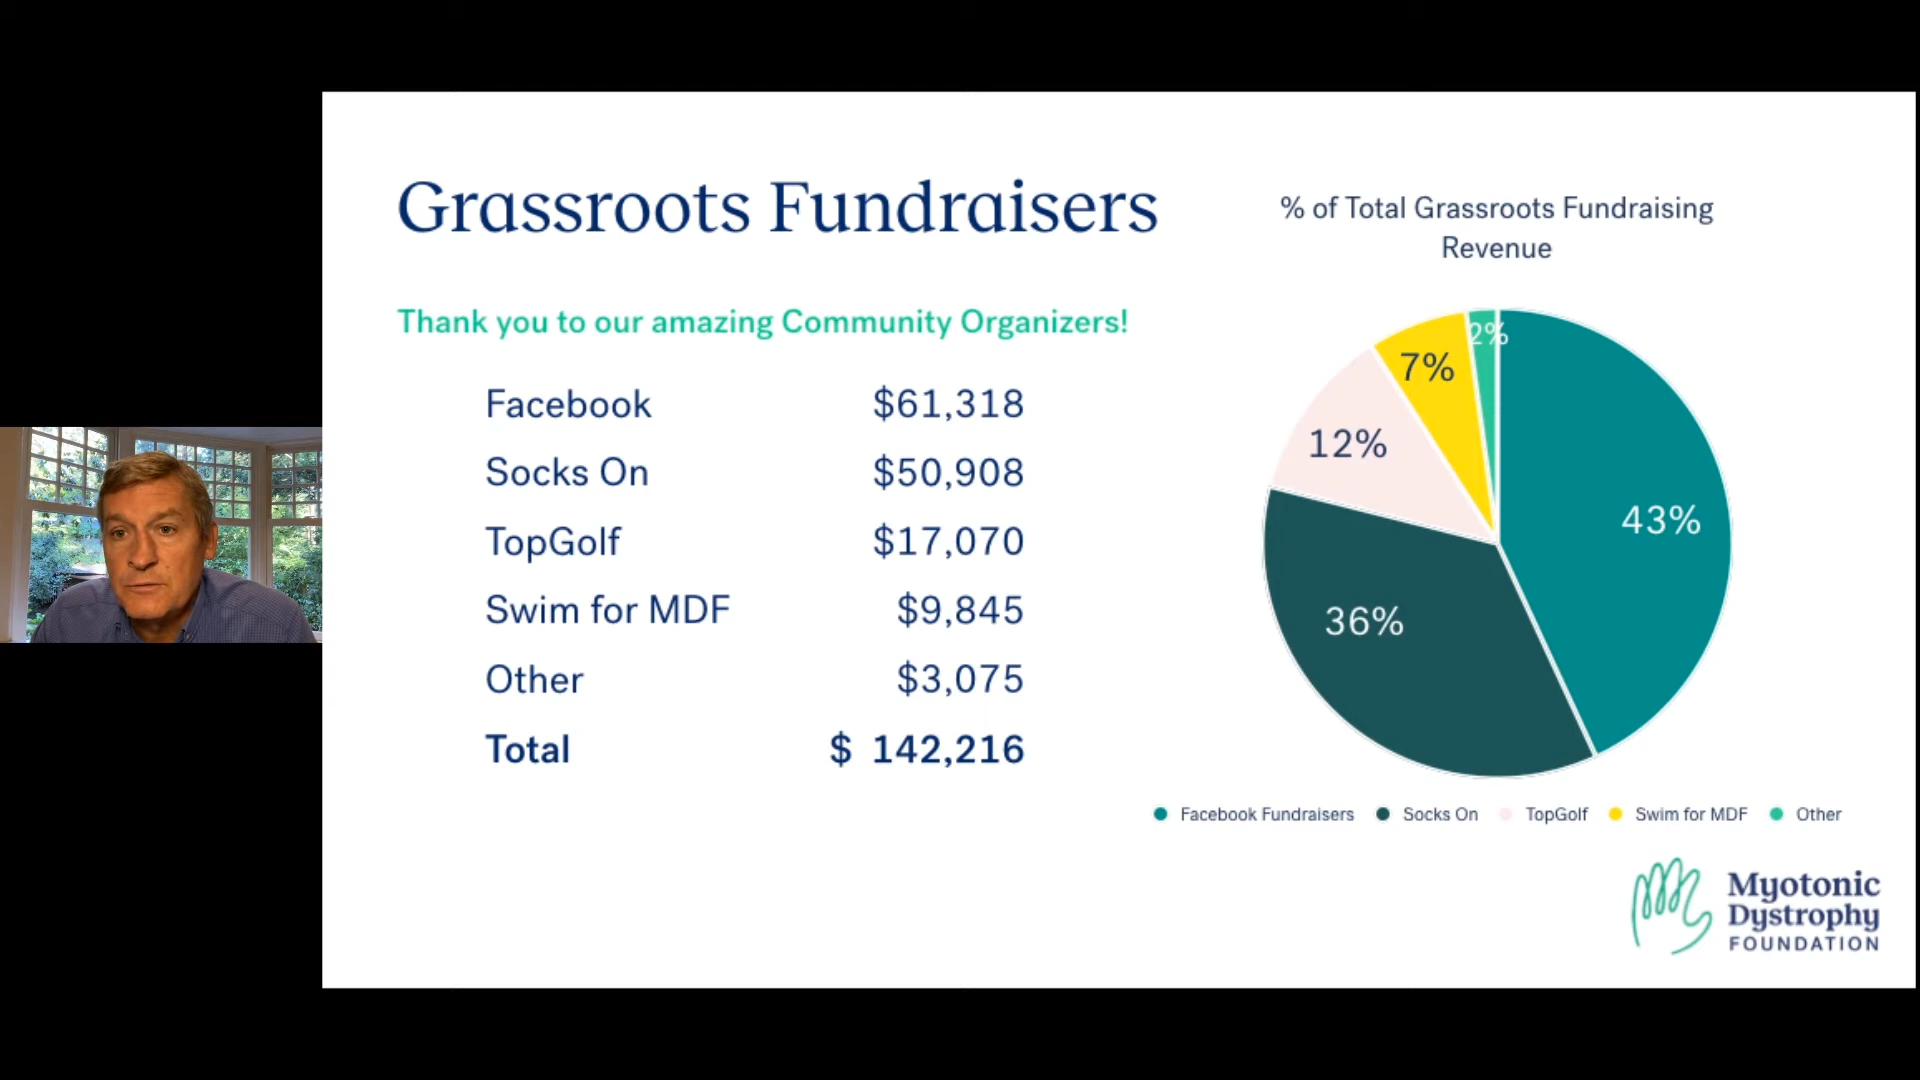 Grassroots Fundraisers
Thank you to our amazing Community Organizers!
Facebook $61,318
Socks On $50,908
TopGolf $17,070
Swim for MDF $9,845
Other $3,075
Total $ 142,216
% of Total Grassroots Fundraising
Revenue
2%
7%
12%
43%
36%
Facebook Fundraisers Socks On TopGolf Swim for MDF Other
Myotonic
Dystrophy
FOUNDATION